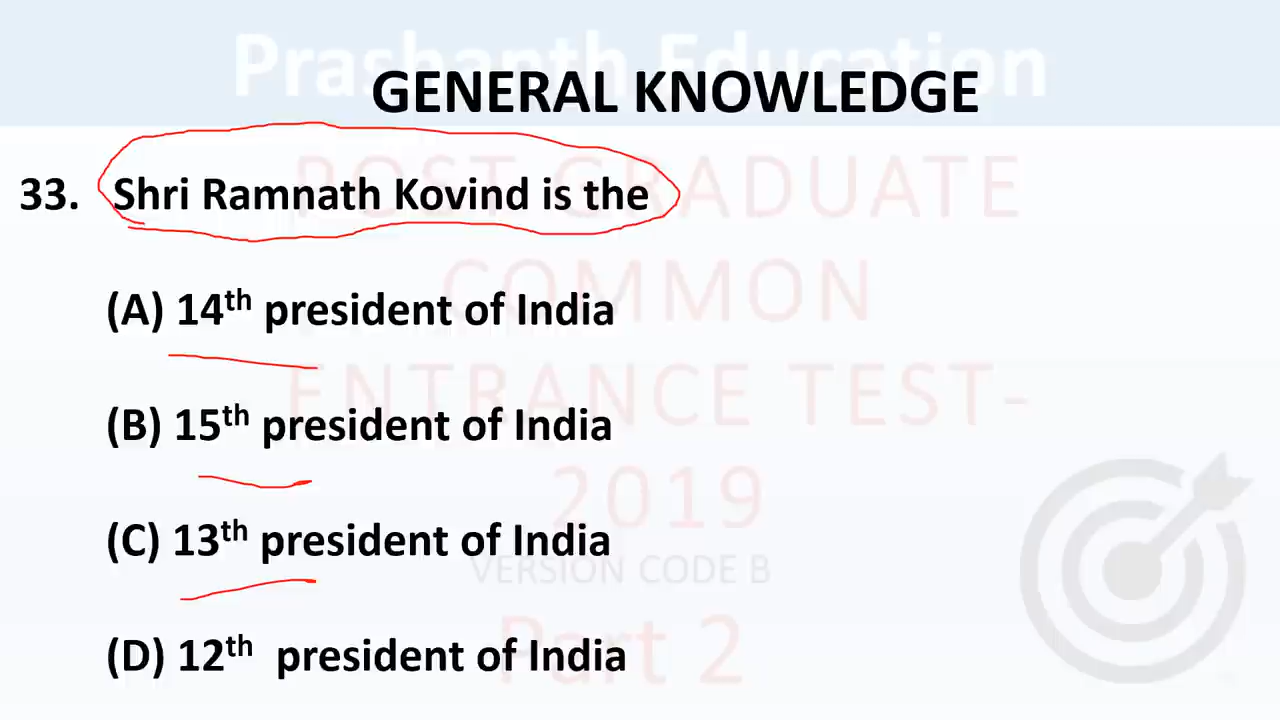 Prashanth Education
GENERAL KNOWLEDGE
POST GRADUATE
33. Shri Ramnath Kovind is the
COMMON
(A) 14th president of India
ENTRANCE TEST-
(B) 15th president of India
2019
(C) 13th president of India
VERSION CODE B
Part 2
(D) 12th president of India